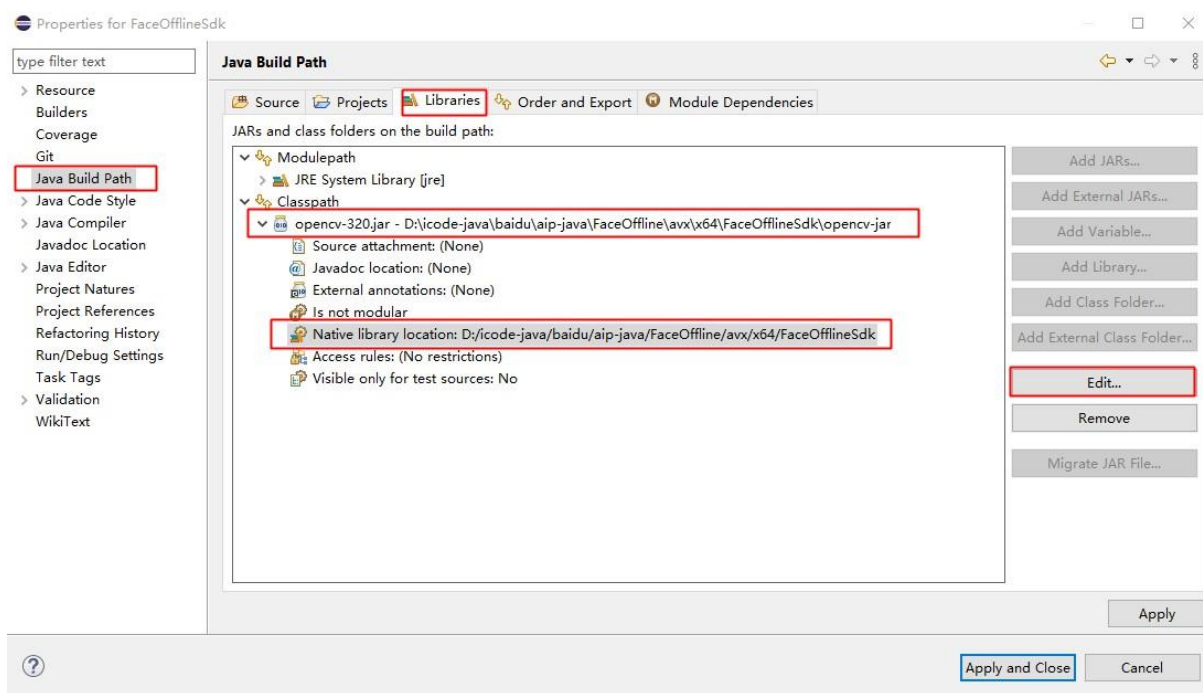 Properties for FaceOfflineSdk
type filter text
Resource
Builders
Coverage
Git
Java Build Path
Java Code Style
Java Compiler
Javadoc Location
Java Editor
Project Natures
Project References
Refactoring History
Run/Debug Settings
Task Tags
Validation
WikiText
Java Build Path
Source Projects Libraries Order and Export Module Dependencies
JARs and class folders on the build path:
Modulepath
JRE System Library [jre]
Classpath
opencv-320.jar - D:\icode-java\baidu\aip-java\FaceOffline\avx\x64\FaceOfflineSdk\opencv-jar
Source attachment: (None)
Javadoc location: (None)
External annotations: (None)
Is not modular
Native library location: D:/icode-java/baidu/aip-java/FaceOffline/avx/x64/FaceOfflineSdk
Access rules: (No restrictions)
Visible only for test sources: No
Add JARs...
Add External JARs...
Add Variable...
Add Library...
Add Class Folder...
Add External Class Folder...
Edit...
Remove
Migrate JAR File...
Apply
Apply and Close Cancel